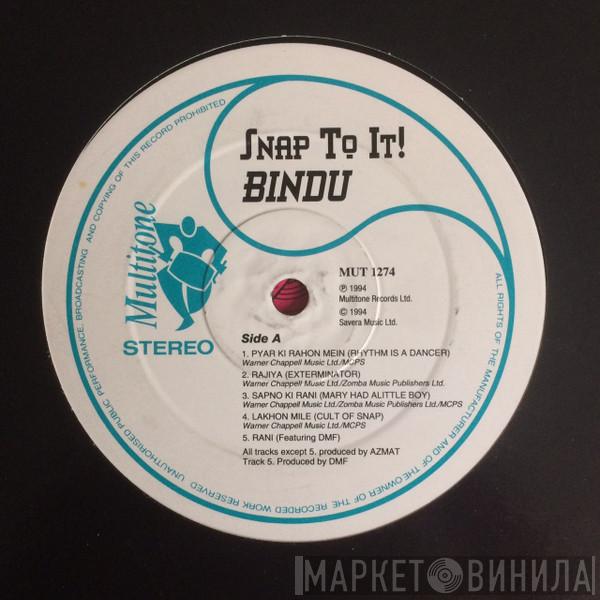 SNAP TO IT!
BINDU
Multitone
STEREO
MUT 1274
℗ 1994
Multitone Records Ltd.
© 1994
Savera Music Ltd.
Side A
1. PYAR KI RAHON MEIN (RHYTHM IS A DANCER)
Warner Chappell Music Ltd./MCPS
2. RAJIYA (EXTERMINATOR)
Warner Chappell Music Ltd./Zomba Music Publishers Ltd.
3. SAPNO KI RANI (MARY HAD ALITTLE BOY)
Warner Chappell Music Ltd./Zomba Music Publishers Ltd./MCPS
4. LAKHON MILE (CULT OF SNAP)
Warner Chappell Music Ltd./MCPS
5. RANI (Featuring DMF)
All tracks except 5. produced by AZMAT
Track 5. Produced by DMF
ALL RIGHTS OF THE MANUFACTURER AND OF THE OWNER OF THE RECORDED WORK RESERVED UNAUTHORISED PUBLIC PERFORMANCE, BROADCASTING AND COPYING OF THIS RECORD PROHIBITED
МАРКЕТ ВИНИЛА